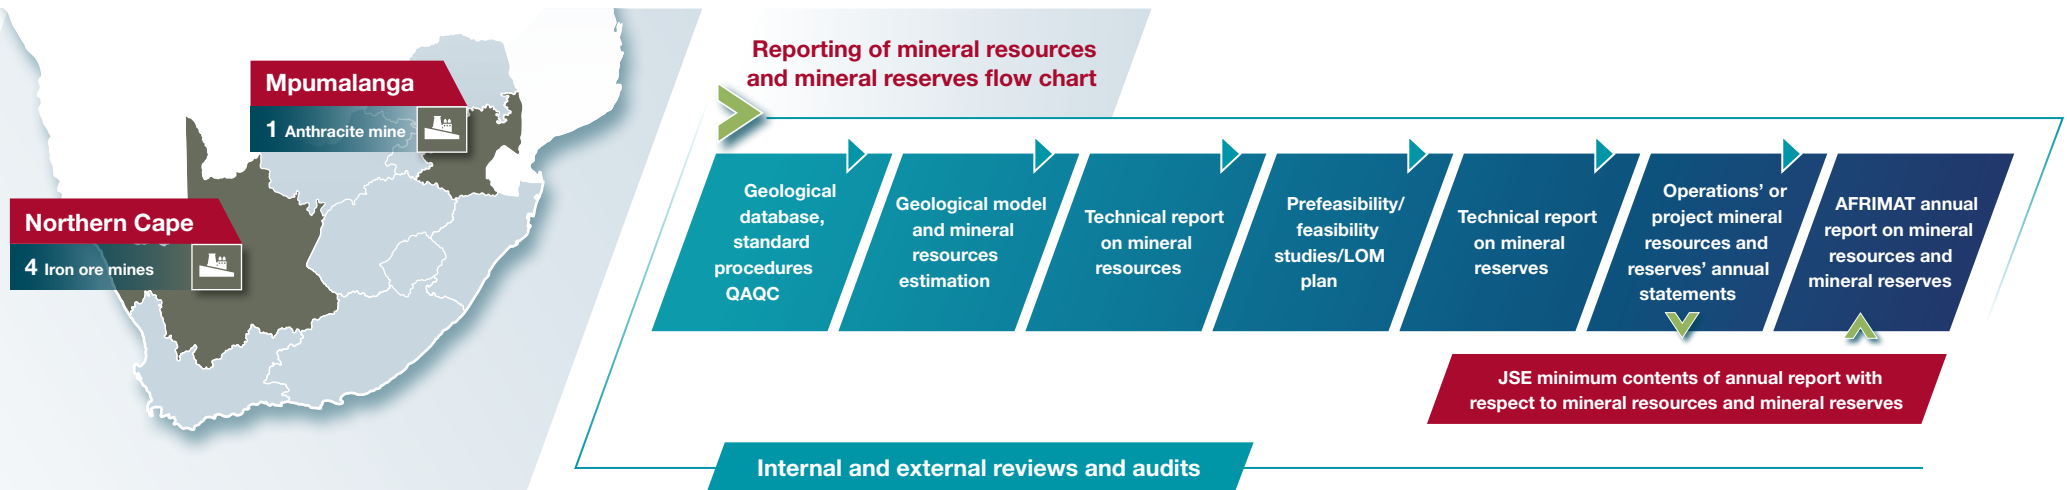 Mpumalanga
1 Anthracite mine
Northern Cape
4 Iron ore mines
Reporting of mineral resources
and mineral reserves flow chart
Geological
database,
standard
procedures
QAQC
Geological model
and mineral
resources
estimation
Technical report
on mineral
resources
Prefeasibility/
feasibility
studies/LOM
plan
Technical report
on mineral
reserves
Operations’ or
project mineral
resources and
reserves’ annual
statements
AFRIMAT annual
report on mineral
resources and
mineral reserves
JSE minimum contents of annual report with
respect to mineral resources and mineral reserves
Internal and external reviews and audits